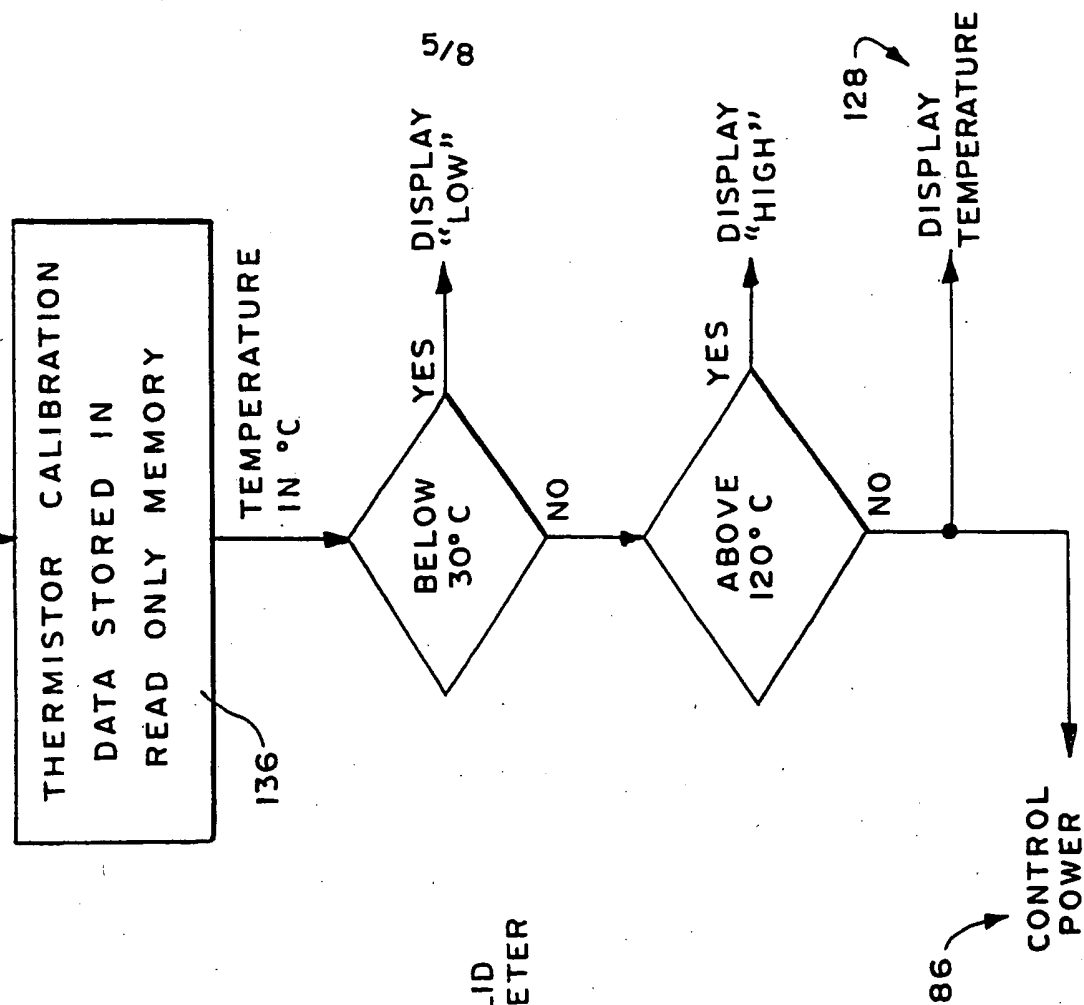 5/8
THERMISTOR CALIBRATION
DATA STORED IN
READ ONLY MEMORY
136
TEMPERATURE
IN °C
BELOW
30°C
YES
DISPLAY
“LOW”
NO
ABOVE
120°C
YES
DISPLAY
“HIGH”
NO
128
DISPLAY
TEMPERATURE
86
CONTROL
POWER